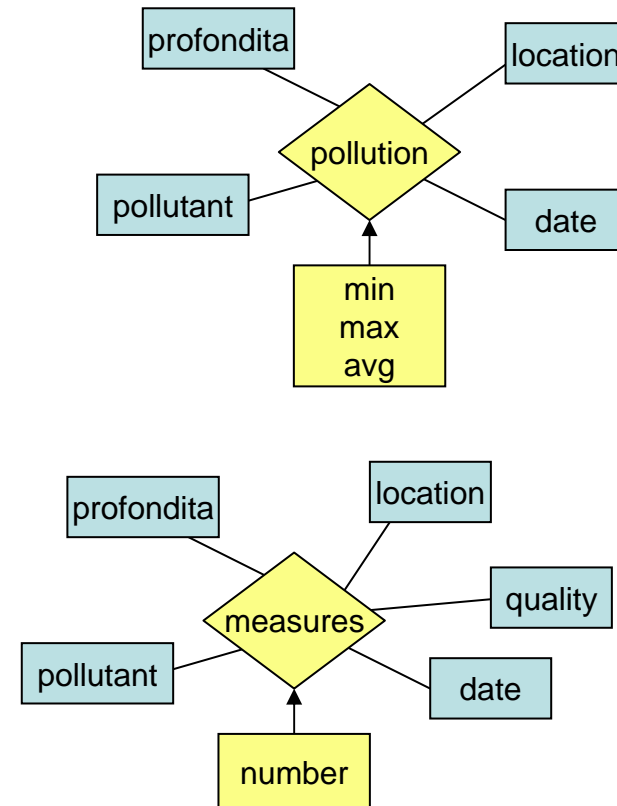 profondita
location
pollution
pollutant
date
min
max
avg
profondita
location
quality
measures
pollutant
date
number